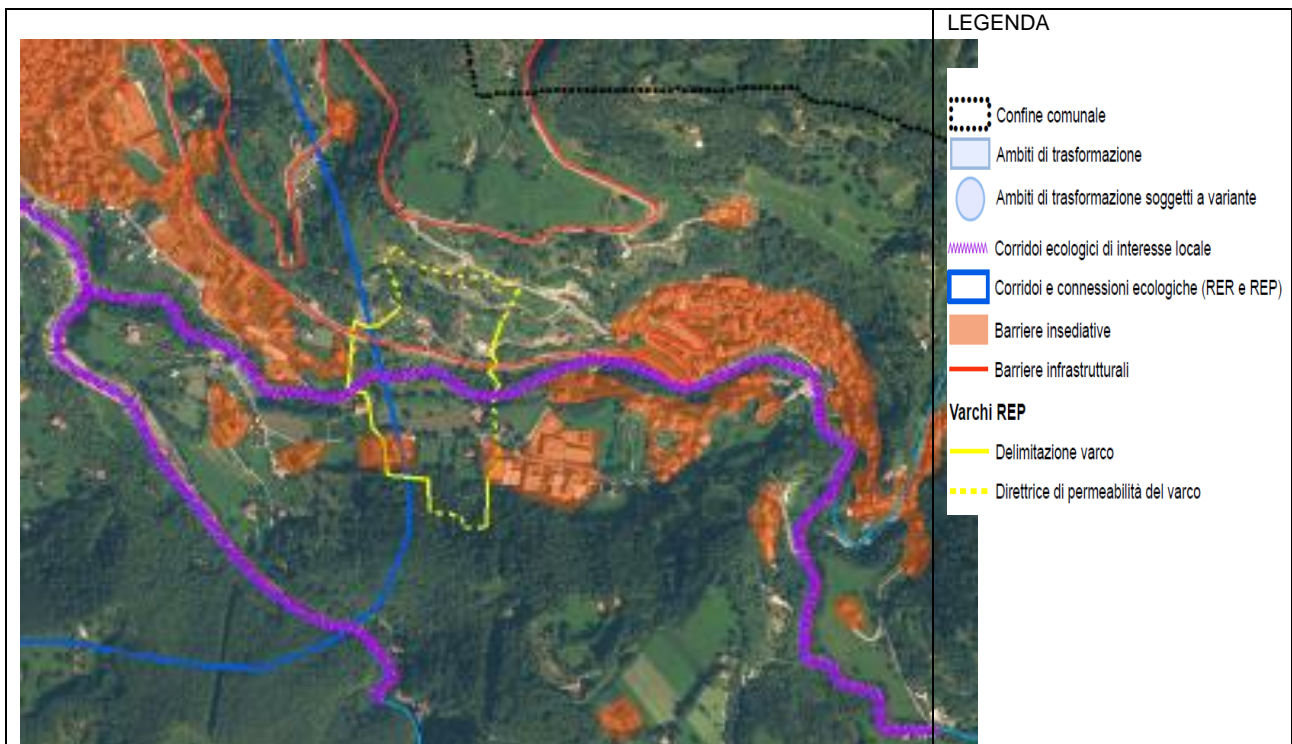 LEGENDA
Confine comunale
Ambiti di trasformazione
Ambiti di trasformazione soggetti a variante
Corridoi ecologici di interesse locale
Corridoi e connessioni ecologiche (RER e REP)
Barriere insediative
Barriere infrastrutturali
Varchi REP
Delimitazione varco
Direttrice di permeabilità del varco